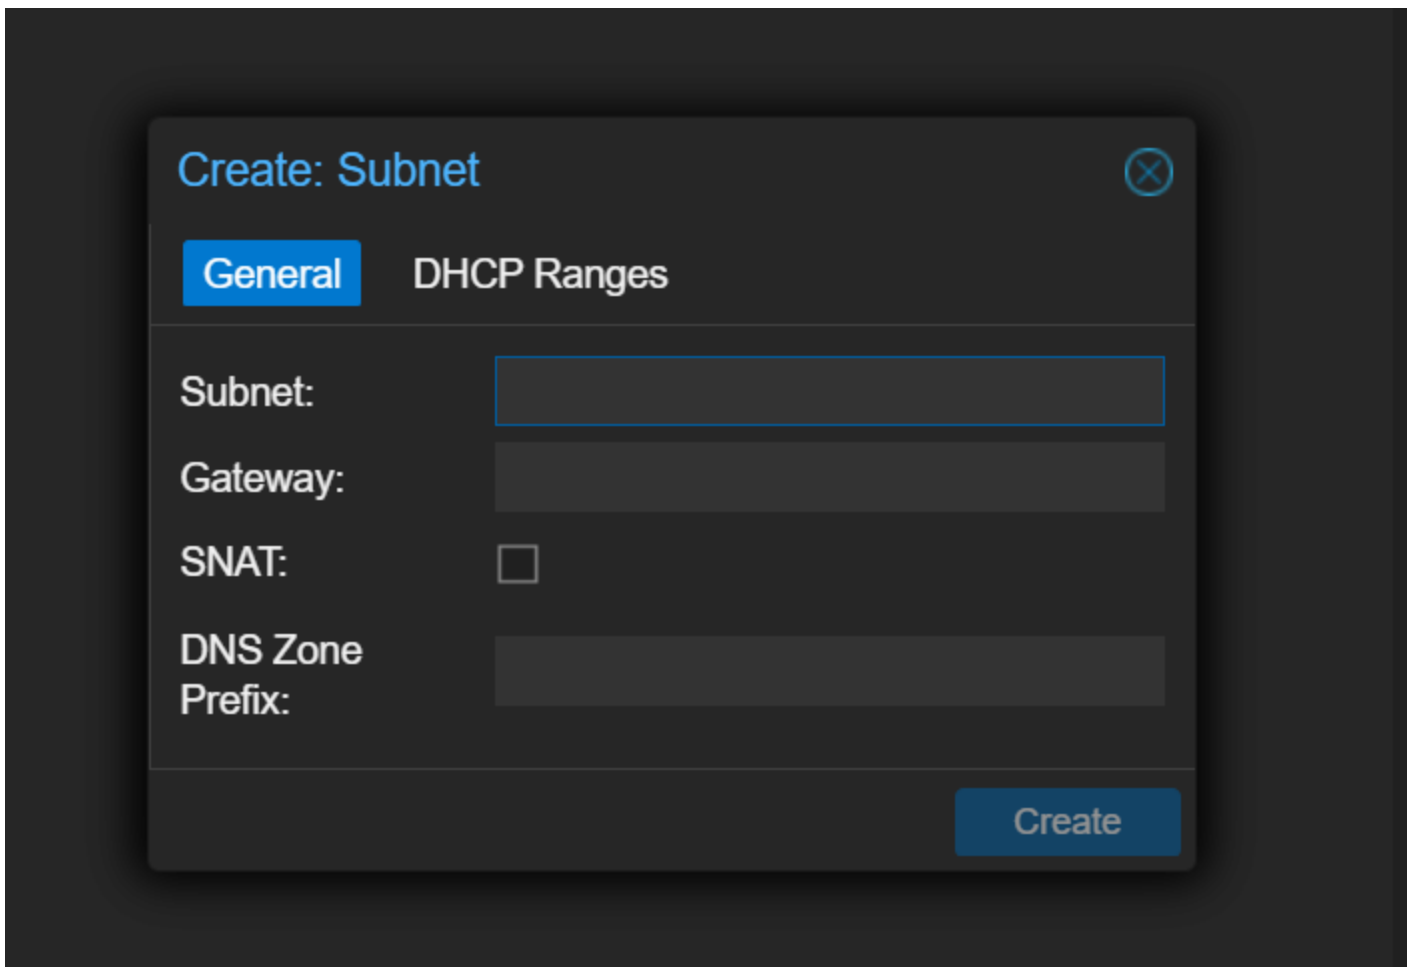 Create: Subnet
General DHCP Ranges
Subnet:
Gateway:
SNAT:
DNS Zone
Prefix:
Create